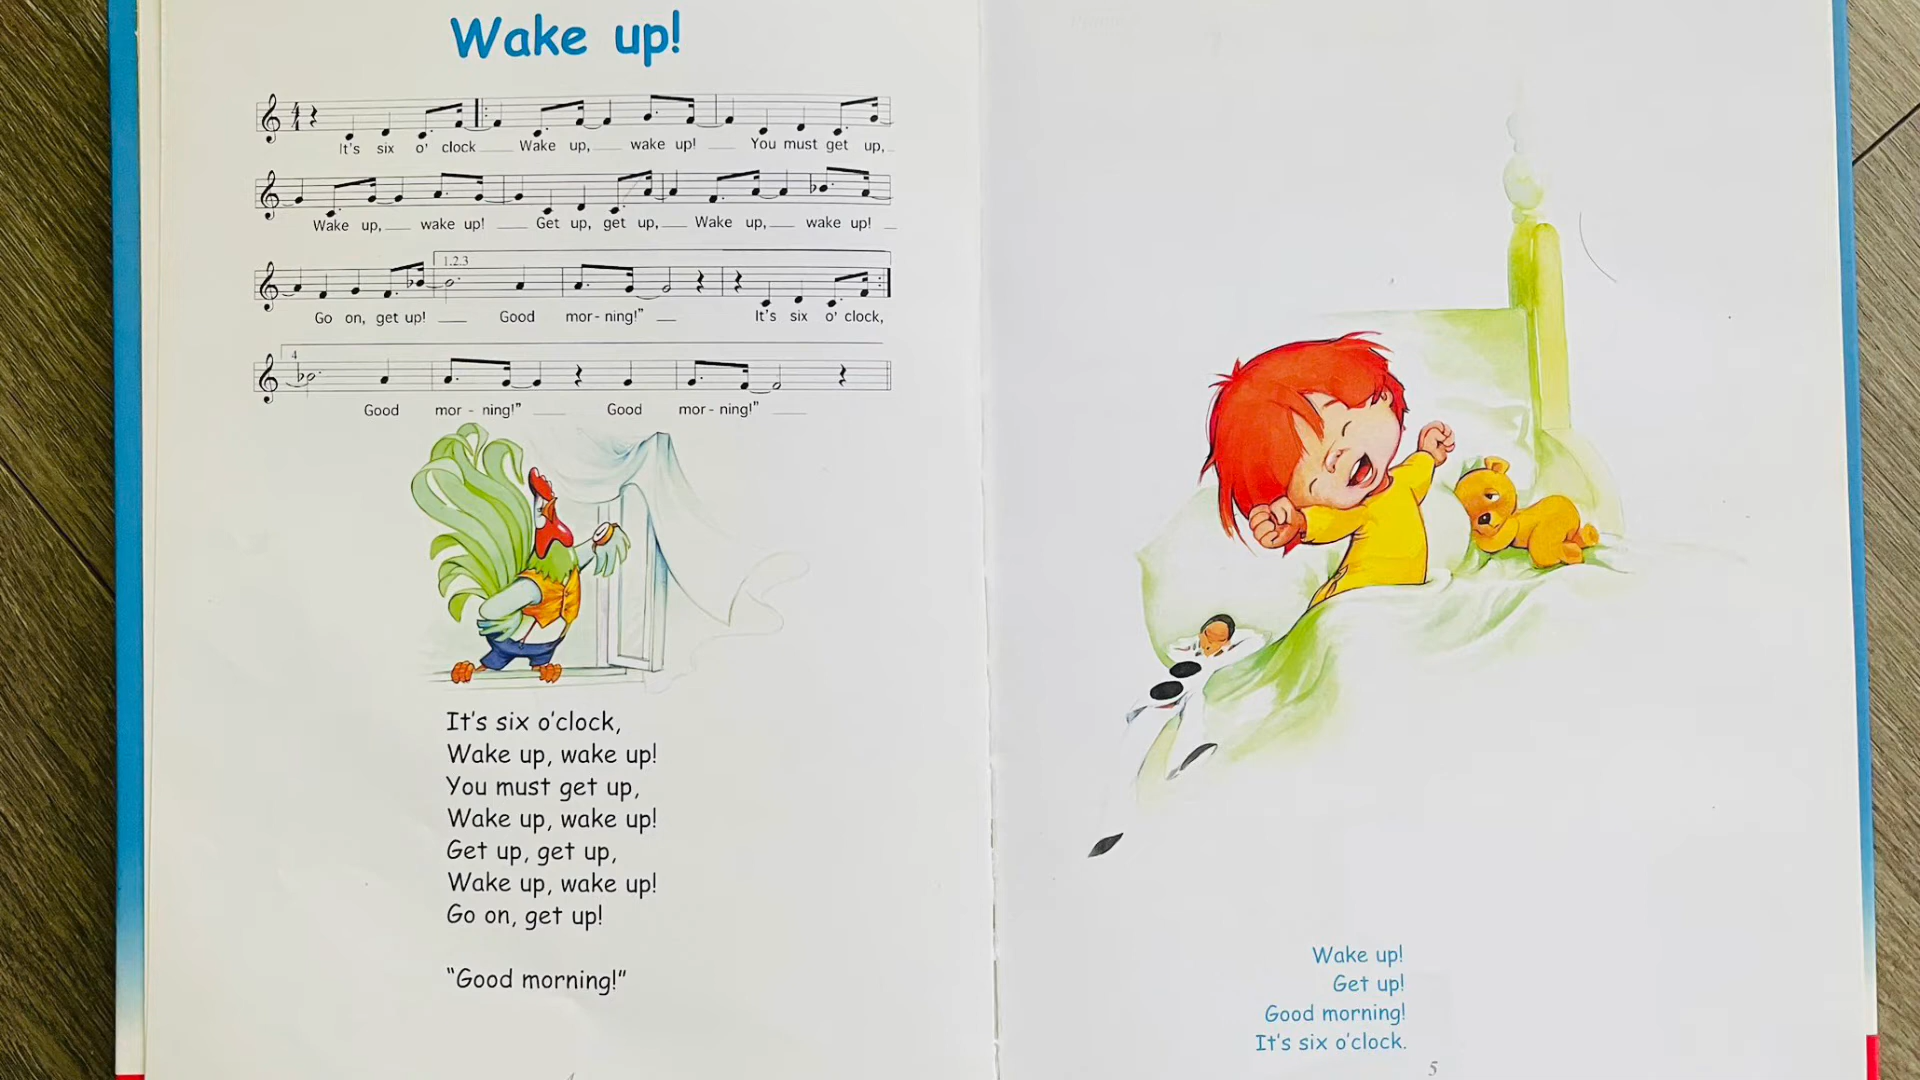 Wake up!
It's six o' clock Wake up, wake up! You must get up,
Wake up, wake up! Get up, get up, Wake up, wake up!
1.2.3
Go on, get up! Good mor - ning!" It's six o' clock,
4
Good mor - ning!" Good mor - ning!"
It's six o'clock,
Wake up, wake up!
You must get up,
Wake up, wake up!
Get up, get up,
Wake up, wake up!
Go on, get up!
"Good morning!"
Wake up!
Get up!
Good morning!
It's six o'clock.
5